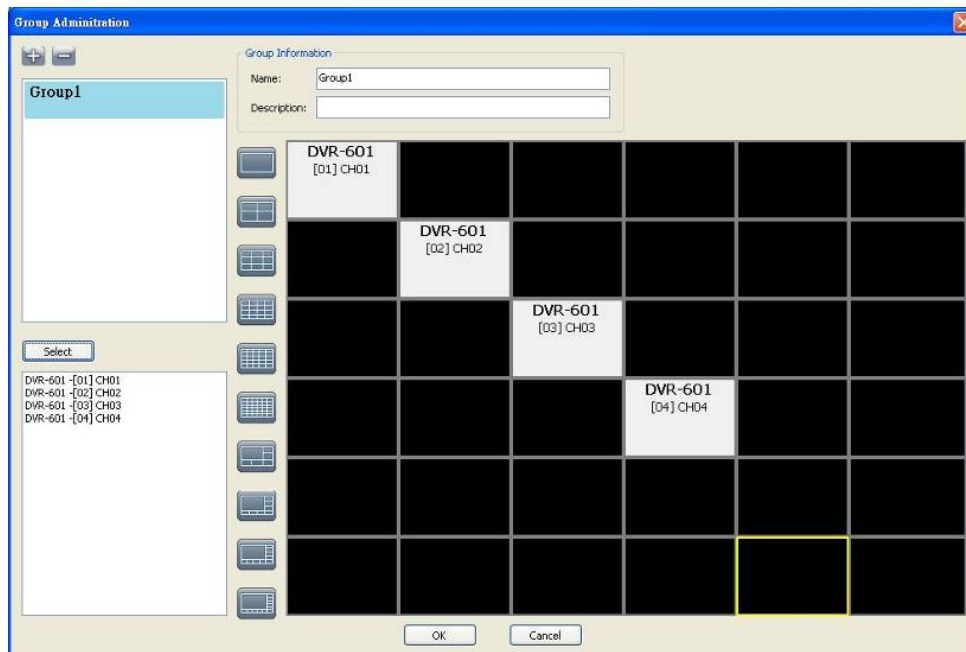 Group Adminitration
Group Information
Name: Group1
Description:
Group1
DVR-601
[01] CH01
DVR-601
[02] CH02
DVR-601
[03] CH03
DVR-601
[04] CH04
Select
DVR-601 -[01] CH01
DVR-601 -[02] CH02
DVR-601 -[03] CH03
DVR-601 -[04] CH04
OK Cancel